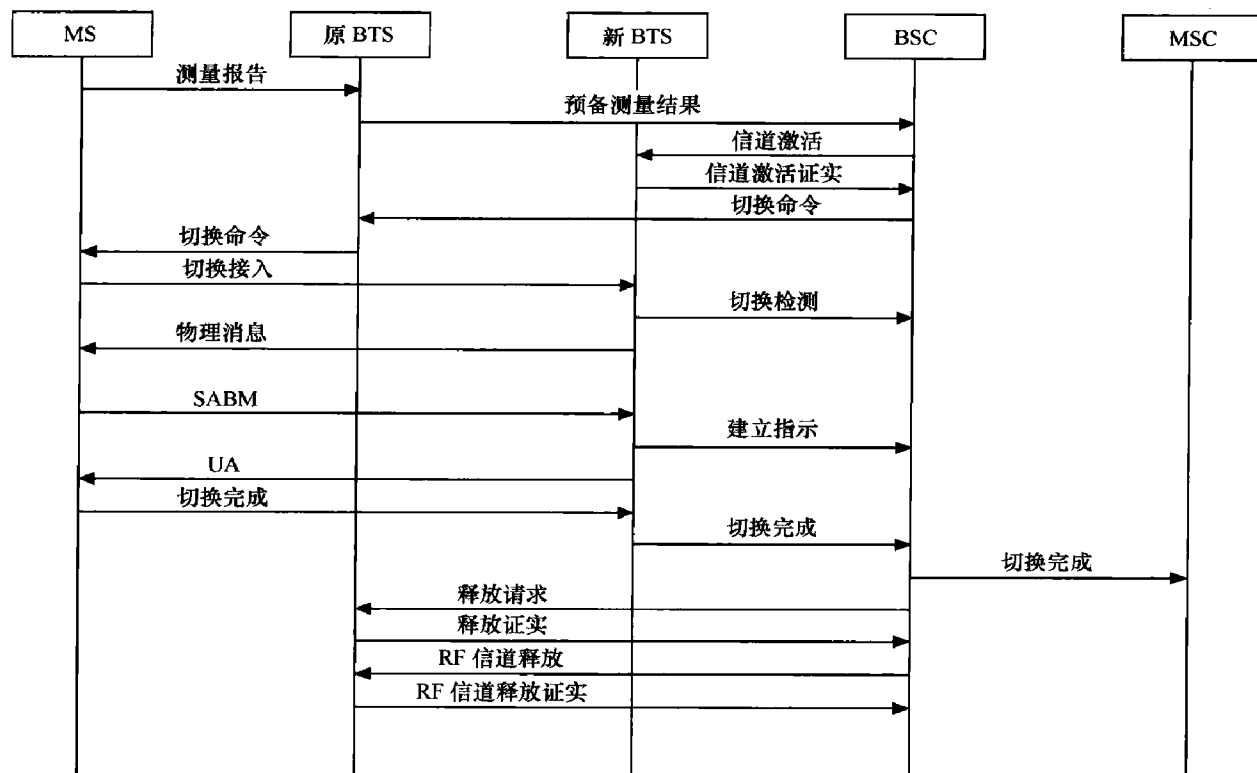 MS
原 BTS
新 BTS
BSC
MSC
测量报告
预备测量结果
信道激活
信道激活证实
切换命令
切换命令
切换接入
切换检测
物理消息
SABM
建立指示
UA
切换完成
切换完成
切换完成
释放请求
释放证实
RF 信道释放
RF 信道释放证实